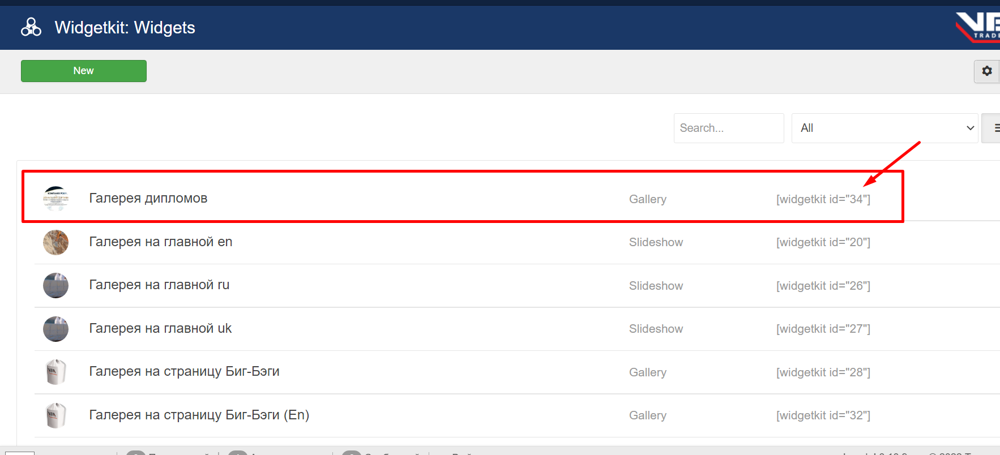 Widgetkit: Widgets
TRADE
New
Search...
All
Галерея дипломов
Gallery
[widgetkit id="34"]
Галерея на главной en
Slideshow
[widgetkit id="20"]
Галерея на главной ru
Slideshow
[widgetkit id="26"]
Галерея на главной uk
Slideshow
[widgetkit id="27"]
Галерея на страницу Биг-Бэги
Gallery
[widgetkit id="28"]
Галерея на страницу Биг-Бэги (En)
Gallery
[widgetkit id="32"]